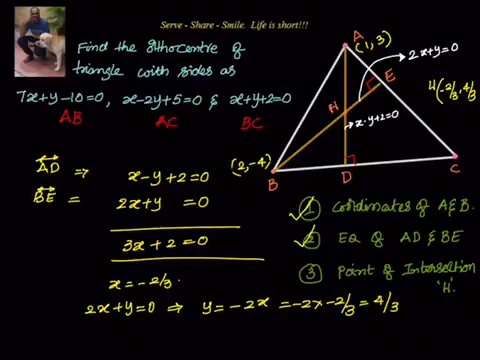 Serve - Share - Smile. Life is short!!!
Find the Orthocentre of
triangle with sides as
7x+y-10=0, x-2y+5=0 & x+y+2=0
AB AC BC
A
(1,3)
2x+y=0
E
H
H(-2/3, 4/3
x-y+2=0
(2,-4)
B
D
C
AD ⇒ x-y+2=0
BE = 2x+y =0
3x+2=0
x=-2/3.
2x+y=0 ⇒ y=-2x =-2x-2/3=4/3
① Coordinates of A&B.
② EQ of AD & BE
③ Point of Intersection
'H'.